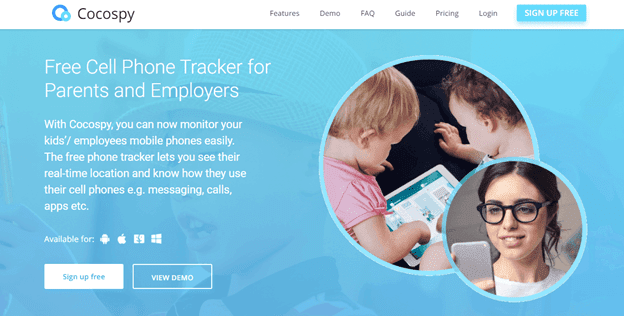 Cocospy
Features Demo FAQ Guide Pricing Login SIGN UP FREE
Free Cell Phone Tracker for
Parents and Employers
With Cocospy, you can now monitor your
kids'/ employees mobile phones easily.
The free phone tracker lets you see their
real-time location and know how they use
their cell phones e.g. messaging, calls,
apps etc.
Available for:
Sign up free VIEW DEMO